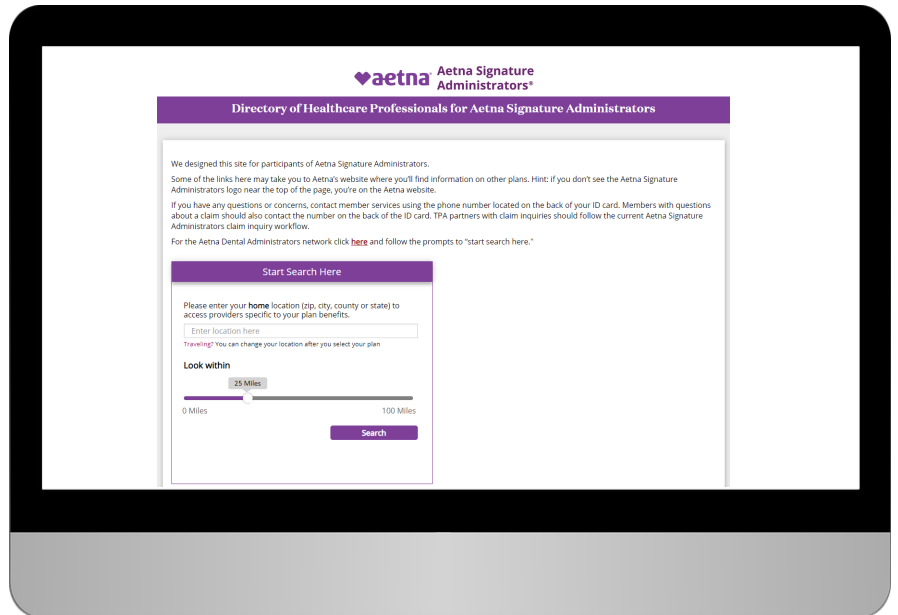 aetna Aetna Signature
Administrators®
Directory of Healthcare Professionals for Aetna Signature Administrators
We designed this site for participants of Aetna Signature Administrators.
Some of the links here may take you to Aetna's website where you'll find information on other plans. Hint: if you don't see the Aetna Signature
Administrators logo near the top of the page, you're on the Aetna website.
If you have any questions or concerns, contact member services using the phone number located on the back of your ID card. Members with questions
about a claim should also contact the number on the back of the ID card. TPA partners with claim inquiries should follow the current Aetna Signature
Administrators claim inquiry workflow.
For the Aetna Dental Administrators network click here and follow the prompts to "start search here."
Start Search Here
Please enter your home location (zip, city, county or state) to
access providers specific to your plan benefits.
Enter location here
Traveling? You can change your location after you select your plan
Look within
25 Miles
0 Miles 100 Miles
Search